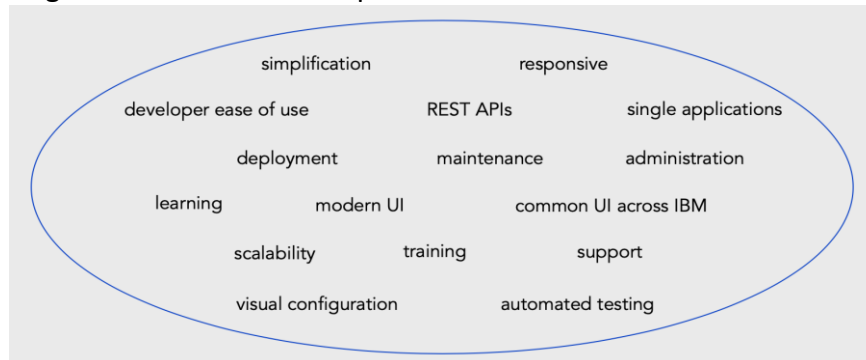 simplification responsive
developer ease of use REST APIs single applications
deployment maintenance administration
learning modern UI common UI across IBM
scalability training support
visual configuration automated testing